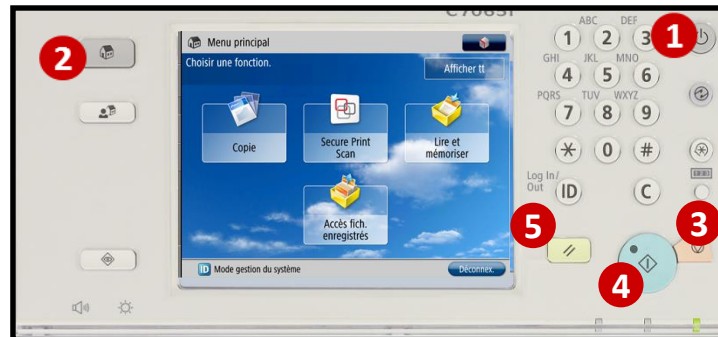 Menu principal
Choisir une fonction.
Afficher tt
Copie
Secure Print
Scan
Lire et
mémoriser
Accès fich.
enregistrés
ID Mode gestion du système
Déconnex.
2
1
ABC DEF
1 2 3
GHI JKL MNO
4 5 6
PQRS TUV WXYZ
7 8 9
* 0 #
Log In/
Out ID C
5
3
4